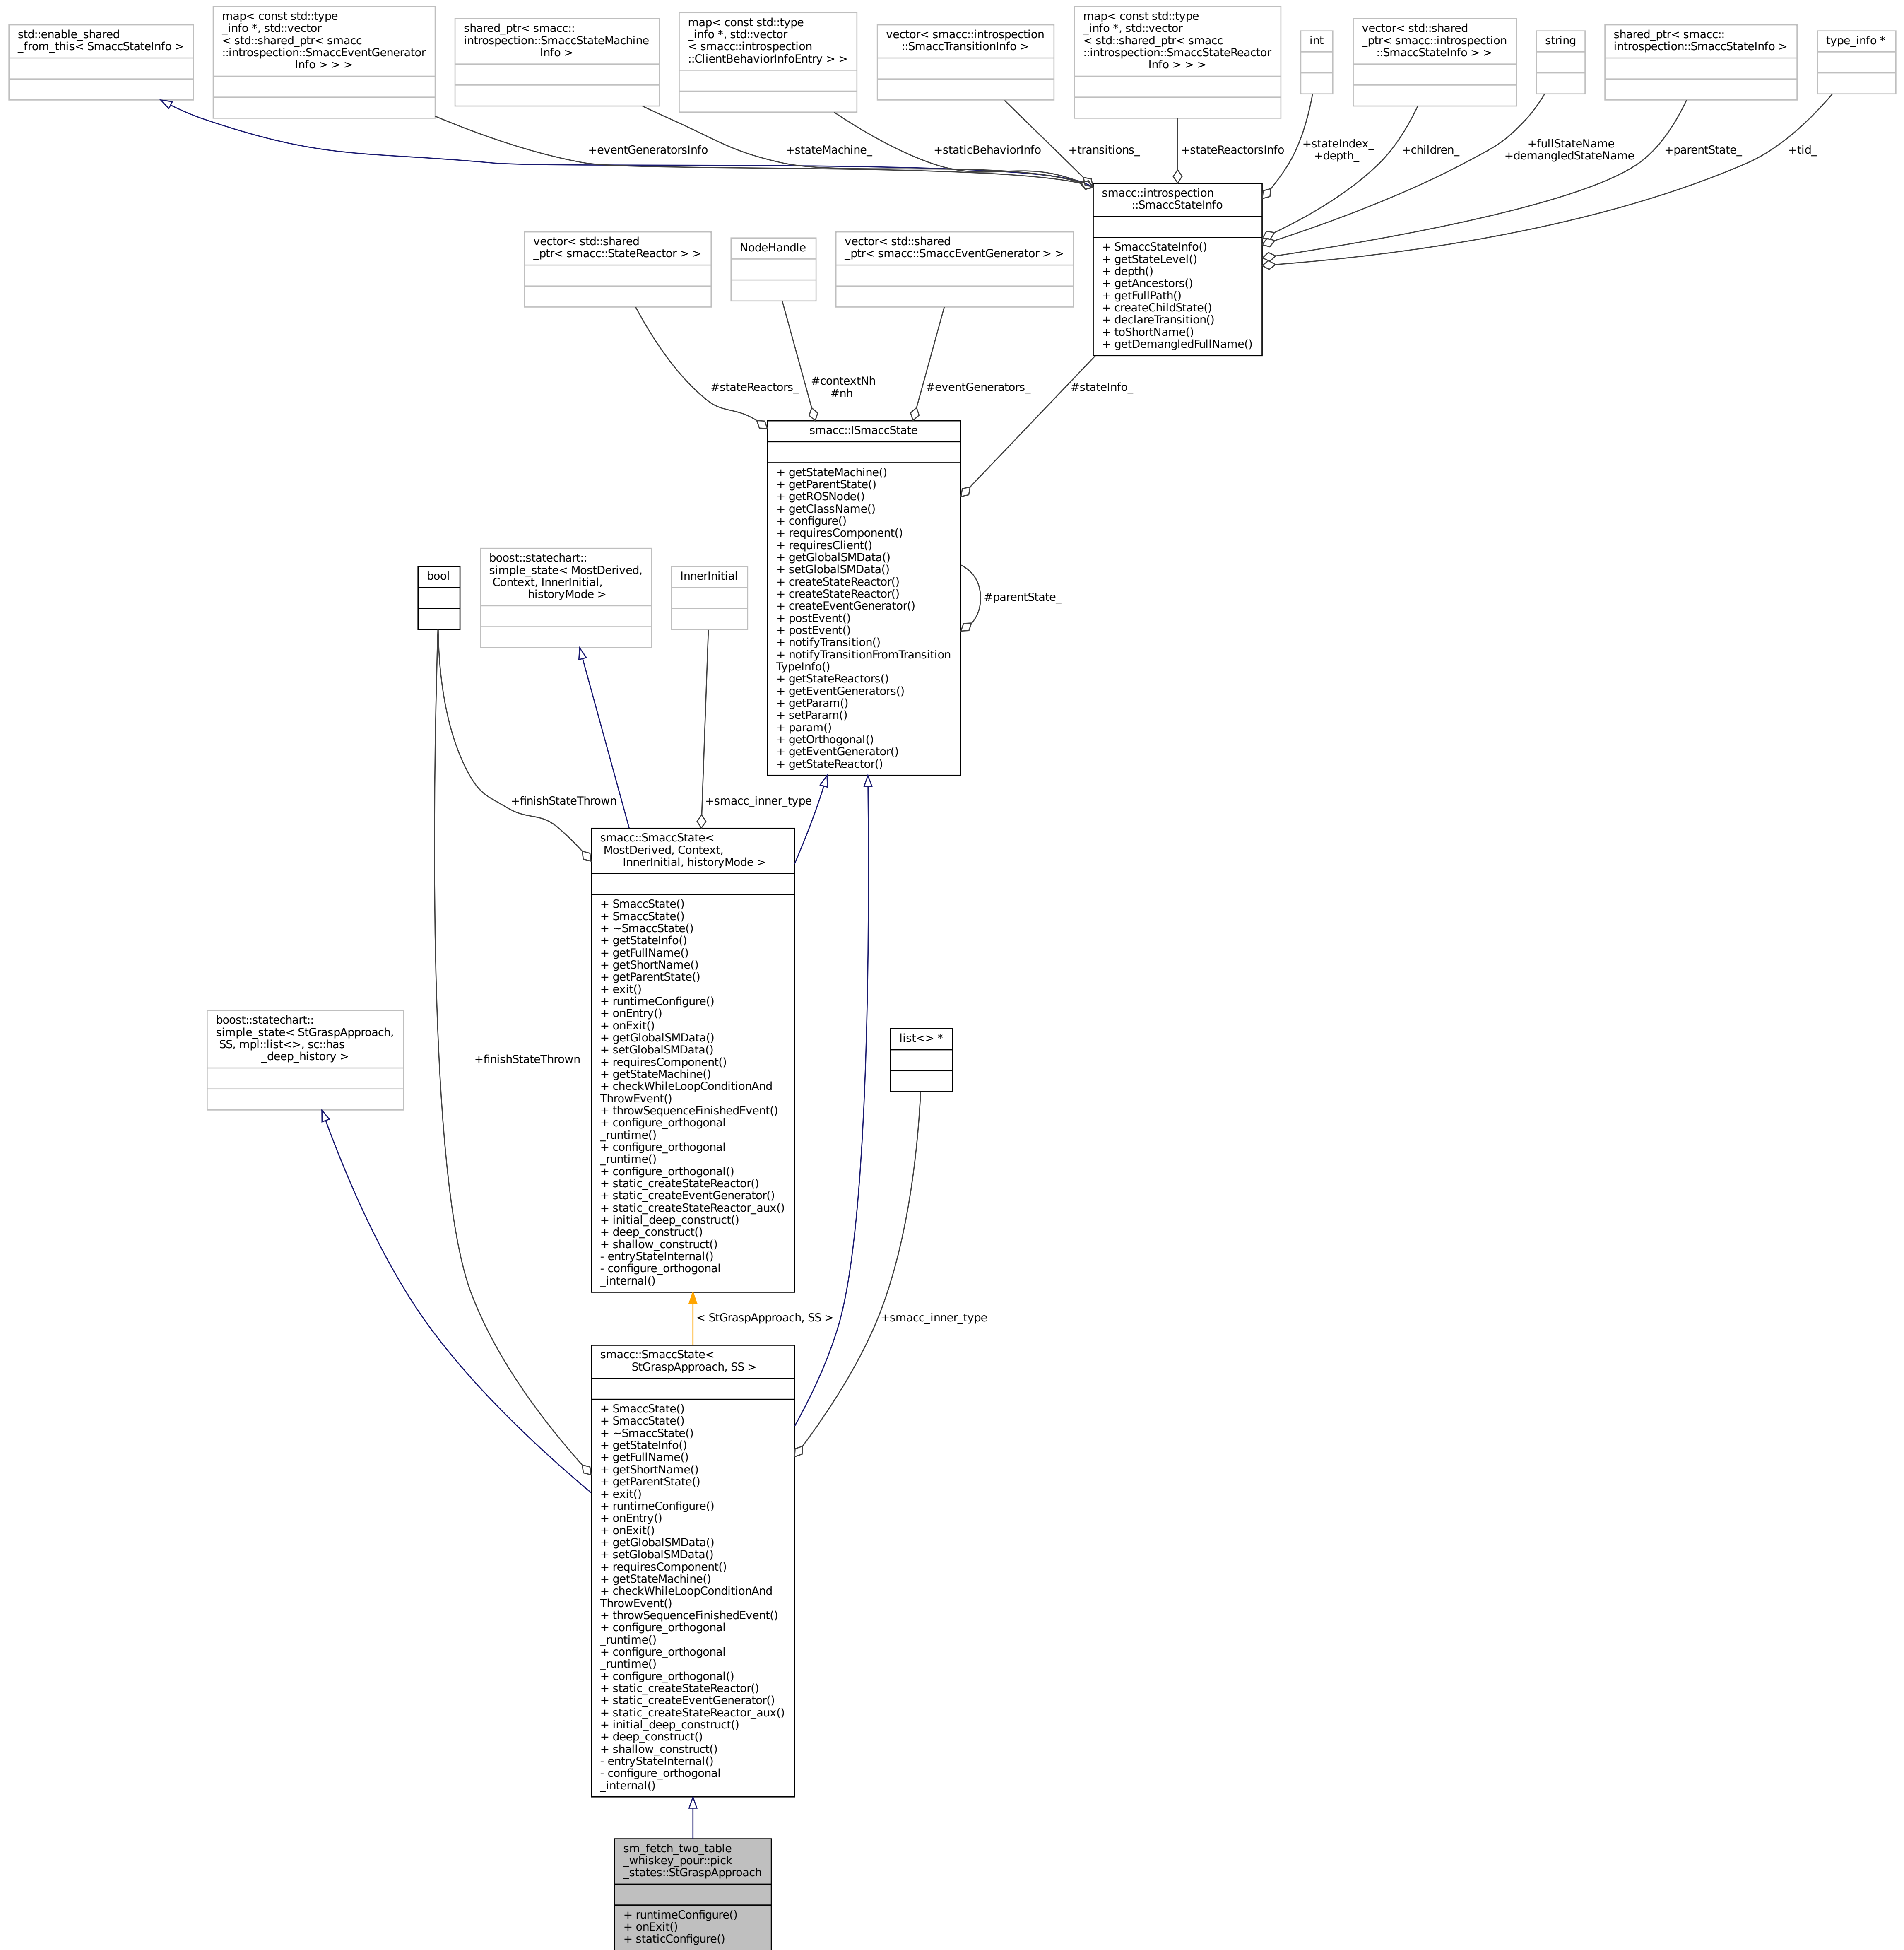 std::enable_shared
_from_this< SmaccStateInfo >
map< const std::type
_info *, std::vector
< std::shared_ptr< smacc
::introspection::SmaccEventGenerator
Info > > >
shared_ptr< smacc::
introspection::SmaccStateMachine
Info >
map< const std::type
_info *, std::vector
< smacc::introspection
::ClientBehaviorInfoEntry > >
vector< smacc::introspection
::SmaccTransitionInfo >
map< const std::type
_info *, std::vector
< std::shared_ptr< smacc
::introspection::SmaccStateReactor
Info > > >
int
vector< std::shared
_ptr< smacc::introspection
::SmaccStateInfo > >
string
shared_ptr< smacc::
introspection::SmaccStateInfo >
type_info *
+eventGeneratorsInfo
+stateMachine_
+staticBehaviorInfo
+transitions_
+stateReactorsInfo
+stateIndex_
+depth_
+children_
+fullStateName
+demangledStateName
+parentState_
+tid_
smacc::introspection
::SmaccStateInfo
+ SmaccStateInfo()
+ getStateLevel()
+ depth()
+ getAncestors()
+ getFullPath()
+ createChildState()
+ declareTransition()
+ toShortName()
+ getDemangledFullName()
vector< std::shared
_ptr< smacc::StateReactor > >
NodeHandle
vector< std::shared
_ptr< smacc::SmaccEventGenerator > >
#stateReactors_
#contextNh
#nh
#eventGenerators_
#stateInfo_
smacc::ISmaccState
+ getStateMachine()
+ getParentState()
+ getROSNode()
+ getClassName()
+ configure()
+ requiresComponent()
+ requiresClient()
+ getGlobalSMData()
+ setGlobalSMData()
+ createStateReactor()
+ createStateReactor()
+ createEventGenerator()
+ postEvent()
+ postEvent()
+ notifyTransition()
+ notifyTransitionFromTransition
TypeInfo()
+ getStateReactors()
+ getEventGenerators()
+ getParam()
+ setParam()
+ param()
+ getOrthogonal()
+ getEventGenerator()
+ getStateReactor()
#parentState_
bool
boost::statechart::
simple_state< MostDerived,
Context, InnerInitial,
historyMode >
InnerInitial
+finishStateThrown
+smacc_inner_type
smacc::SmaccState<
MostDerived, Context,
InnerInitial, historyMode >
+ SmaccState()
+ SmaccState()
+ ~SmaccState()
+ getStateInfo()
+ getFullName()
+ getShortName()
+ getParentState()
+ exit()
+ runtimeConfigure()
+ onEntry()
+ onExit()
+ getGlobalSMData()
+ setGlobalSMData()
+ requiresComponent()
+ getStateMachine()
+ checkWhileLoopConditionAnd
ThrowEvent()
+ throwSequenceFinishedEvent()
+ configure_orthogonal
_runtime()
+ configure_orthogonal
_runtime()
+ configure_orthogonal()
+ static_createStateReactor()
+ static_createEventGenerator()
+ static_createStateReactor_aux()
+ initial_deep_construct()
+ deep_construct()
+ shallow_construct()
- entryStateInternal()
- configure_orthogonal
_internal()
boost::statechart::
simple_state< StGraspApproach,
SS, mpl::list<>, sc::has
_deep_history >
+finishStateThrown
list<> *
< StGraspApproach, SS >
+smacc_inner_type
smacc::SmaccState<
StGraspApproach, SS >
+ SmaccState()
+ SmaccState()
+ ~SmaccState()
+ getStateInfo()
+ getFullName()
+ getShortName()
+ getParentState()
+ exit()
+ runtimeConfigure()
+ onEntry()
+ onExit()
+ getGlobalSMData()
+ setGlobalSMData()
+ requiresComponent()
+ getStateMachine()
+ checkWhileLoopConditionAnd
ThrowEvent()
+ throwSequenceFinishedEvent()
+ configure_orthogonal
_runtime()
+ configure_orthogonal
_runtime()
+ configure_orthogonal()
+ static_createStateReactor()
+ static_createEventGenerator()
+ static_createStateReactor_aux()
+ initial_deep_construct()
+ deep_construct()
+ shallow_construct()
- entryStateInternal()
- configure_orthogonal
_internal()
sm_fetch_two_table
_whiskey_pour::pick
_states::StGraspApproach
+ runtimeConfigure()
+ onExit()
+ staticConfigure()